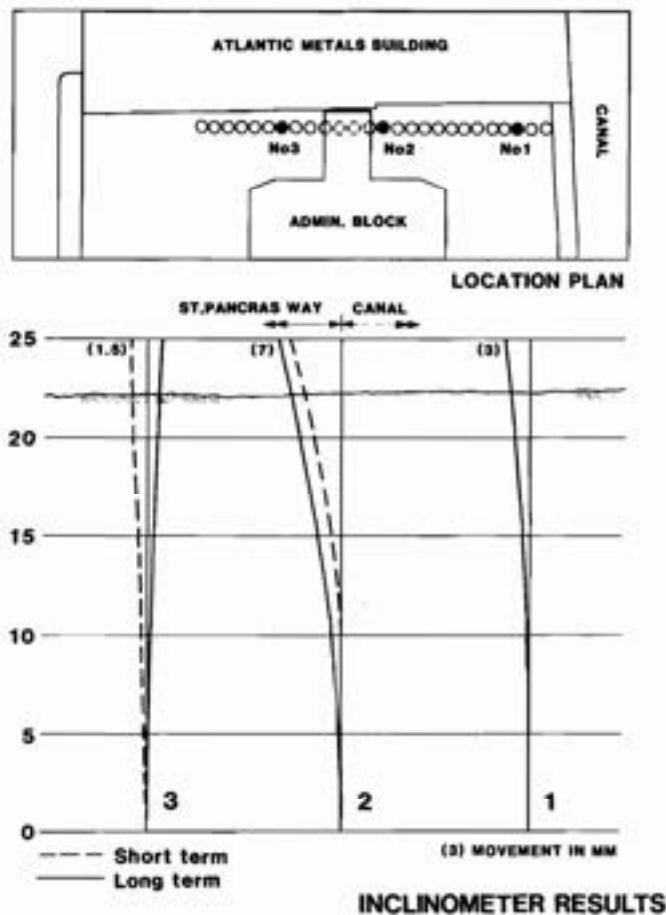 ATLANTIC METALS BUILDING
CANAL
No3 No2 No1
ADMIN. BLOCK
LOCATION PLAN
ST.PANCRAS WAY CANAL
25 (1.5) (7) (3)
20
15
10
5
0 3 2 1
Short term (3) MOVEMENT IN MM
Long term
INCLINOMETER RESULTS